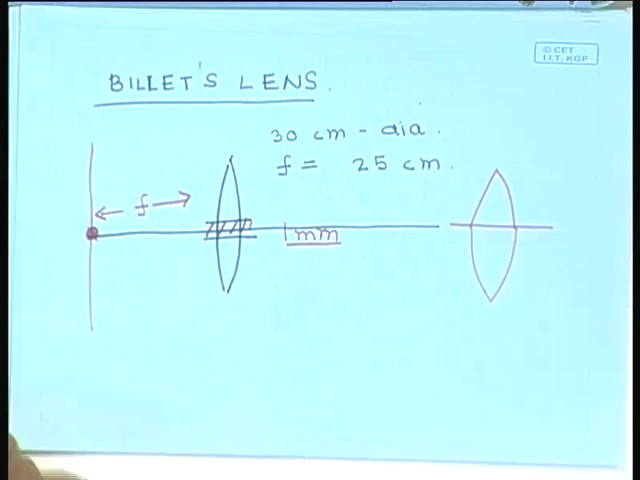 © CET
I.I.T. KGP
BILLET'S LENS.
30 cm - dia.
f = 25 cm.
f
1mm